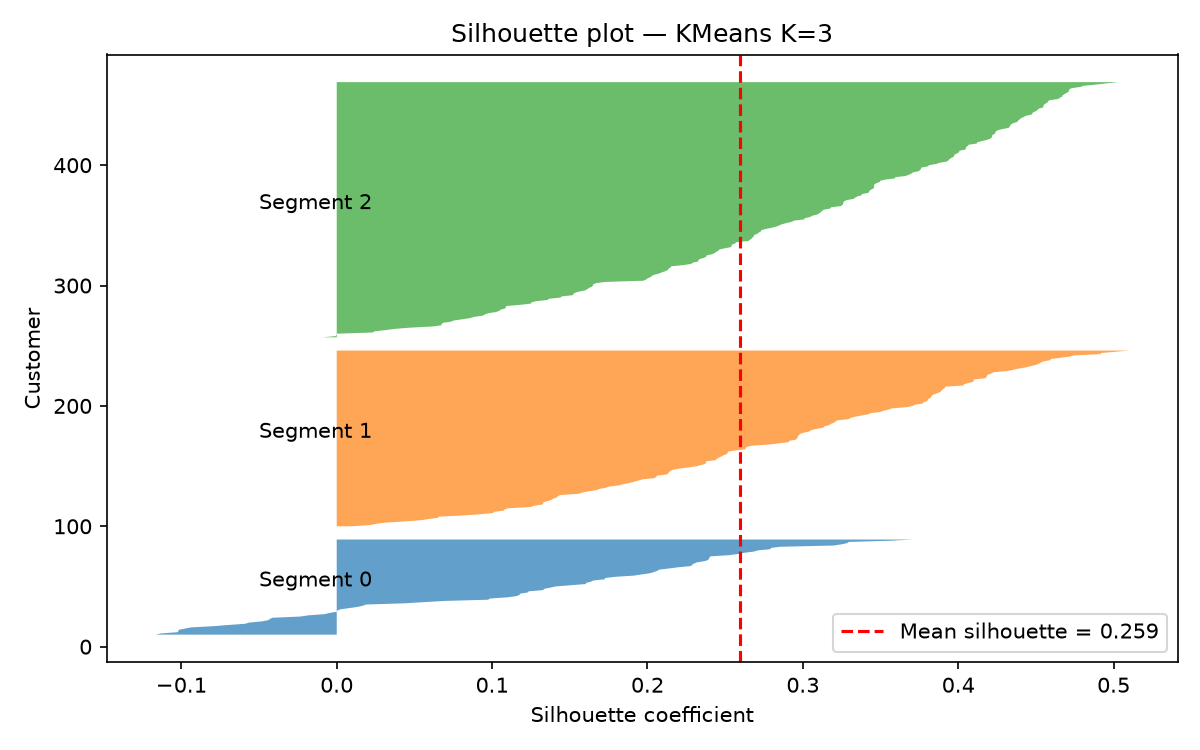 Silhouette plot — KMeans K=3
Customer
400
300
200
100
0
Segment 2
Segment 1
Segment 0
Mean silhouette = 0.259
−0.1
0.0
0.1
0.2
0.3
0.4
0.5
Silhouette coefficient